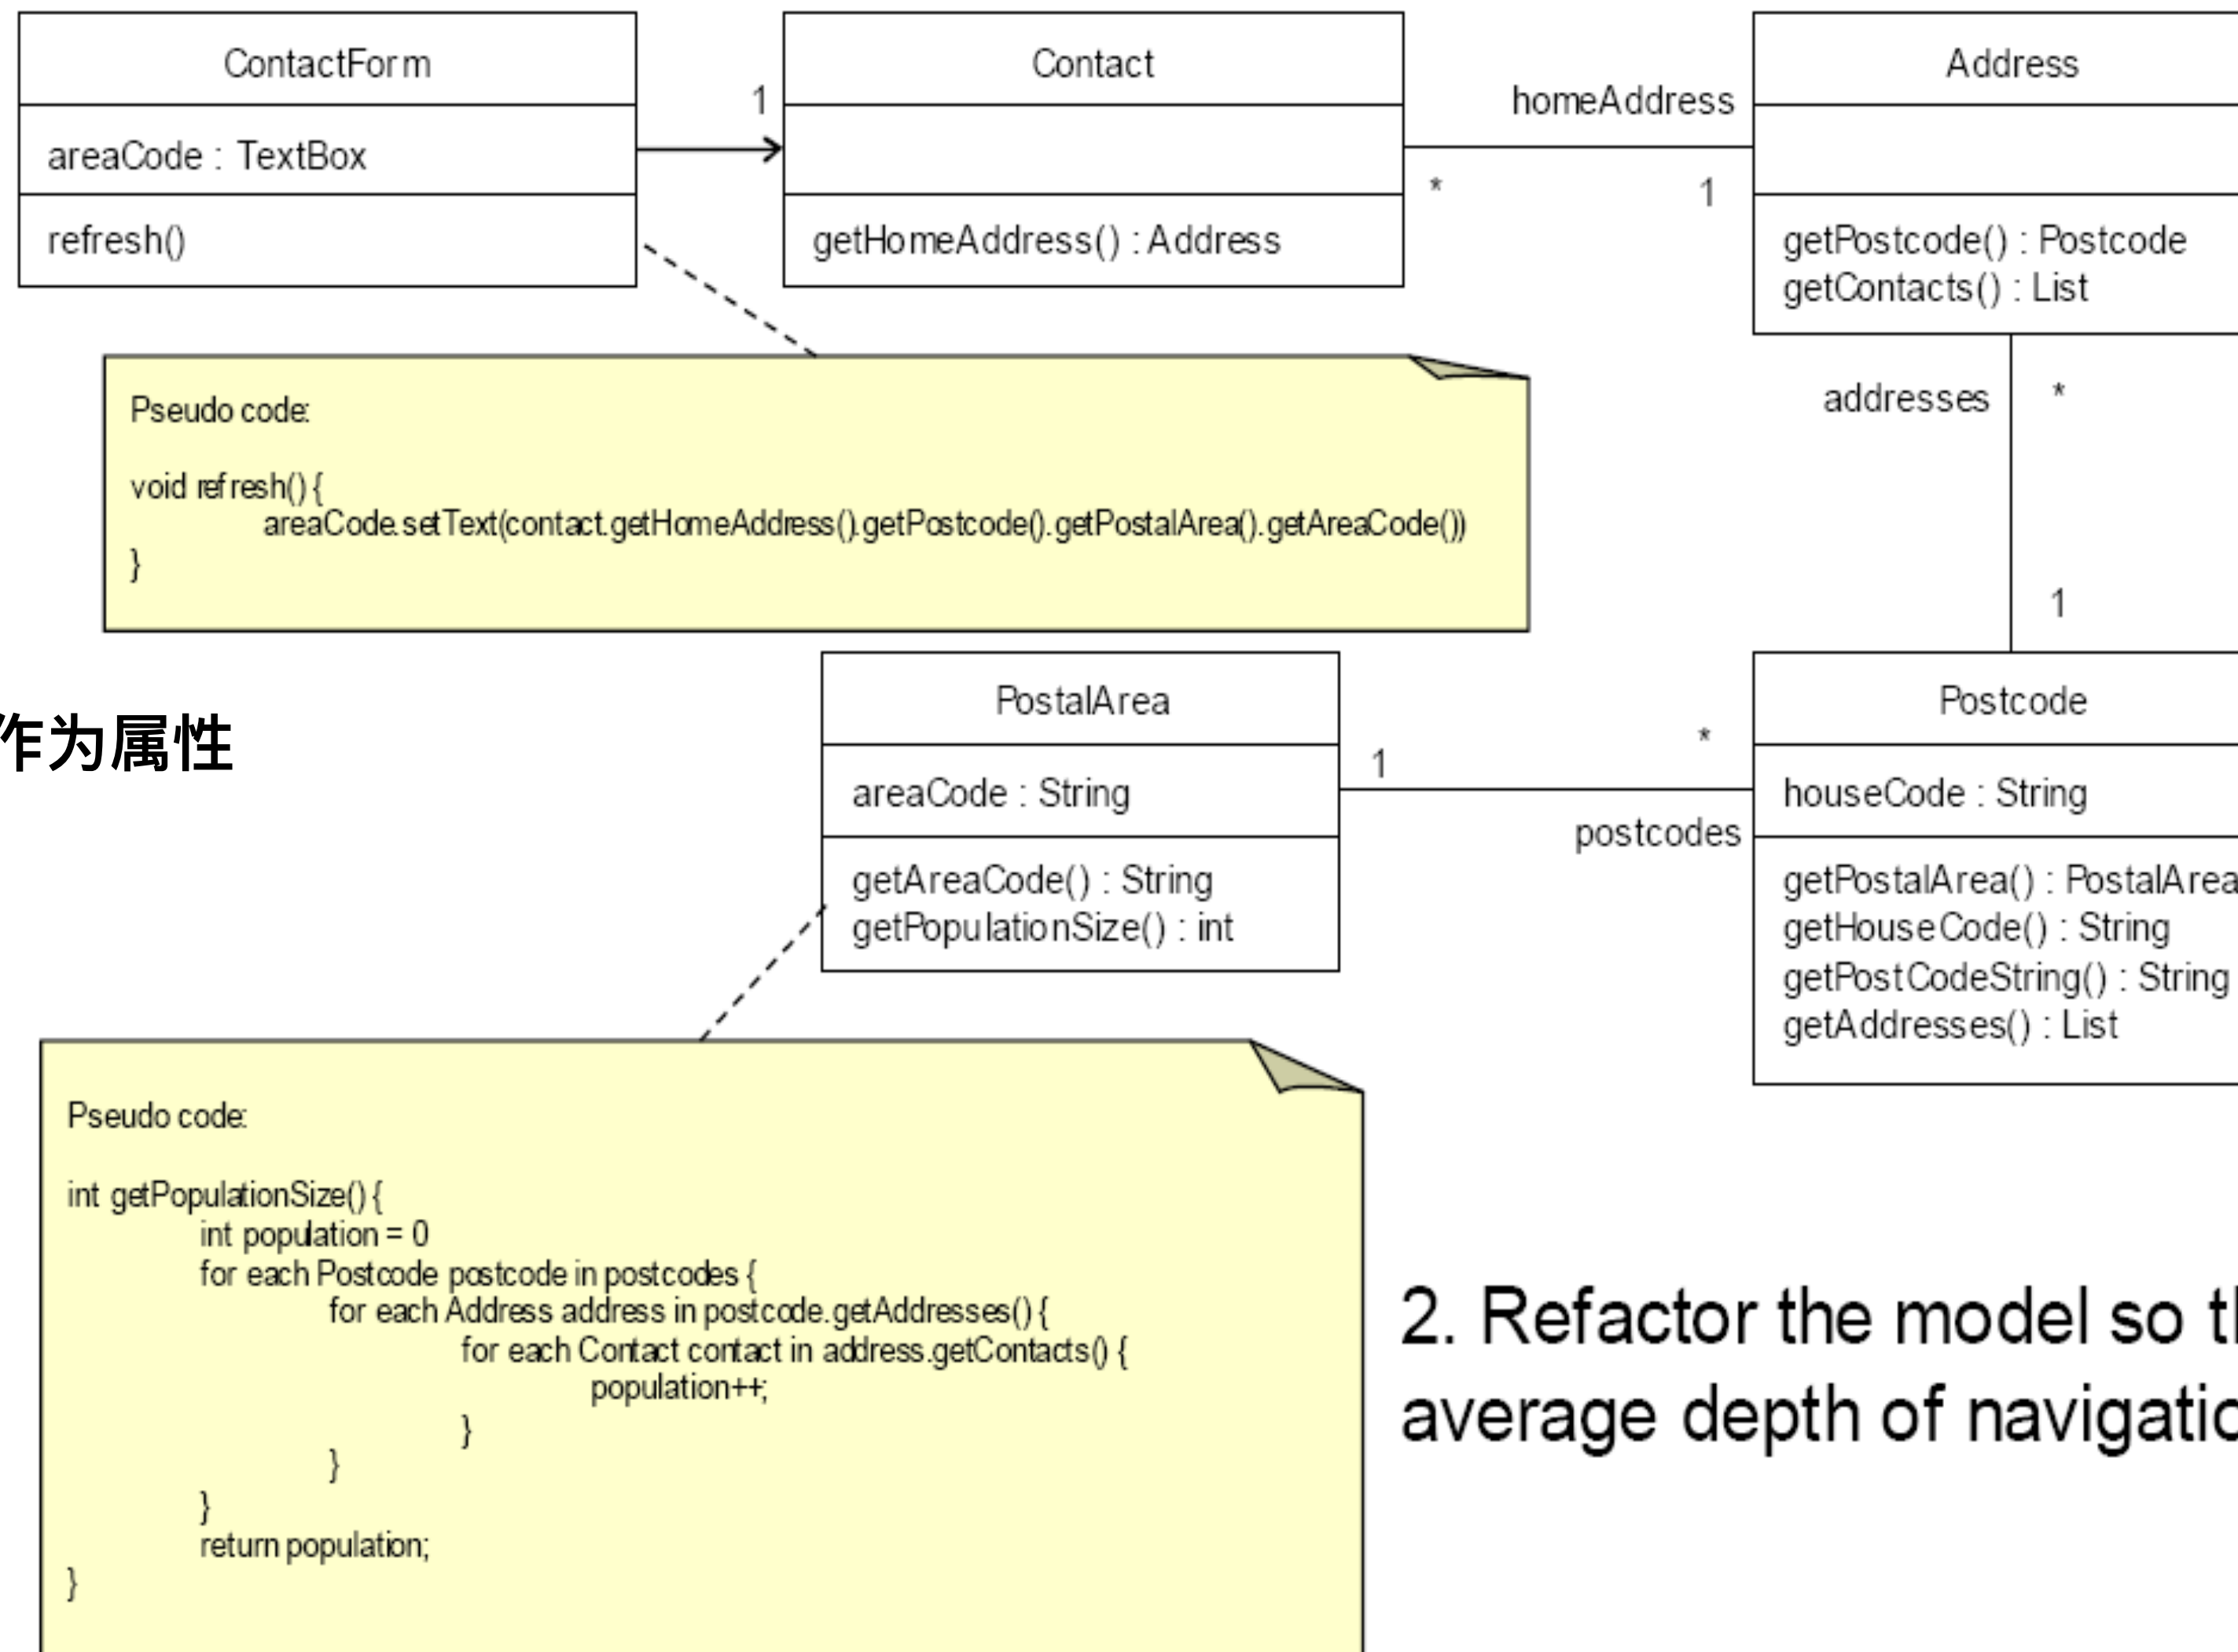 ContactForm
areaCode : TextBox
refresh()
1
Contact
getHomeAddress() : Address
*
homeAddress
1
Address
getPostcode() : Postcode
getContacts() : List
Pseudo code:
void refresh() {
areaCode.setText(contact.getHomeAddress().getPostcode().getPostalArea().getAreaCode())
}
addresses
*
1
作为属性
PostalArea
areaCode : String
getAreaCode() : String
getPopulationSize() : int
1
*
postcodes
Postcode
houseCode : String
getPostalArea() : PostalArea
getHouseCode() : String
getPostCodeString() : String
getAddresses() : List
Pseudo code:
int getPopulationSize() {
int population = 0
for each Postcode postcode in postcodes {
for each Address address in postcode.getAddresses() {
for each Contact contact in address.getContacts() {
population++;
}
}
}
return population;
}
2. Refactor the model so
average depth of